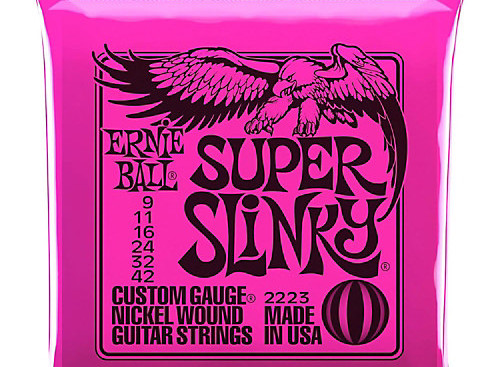 ERNIE
BALL®
SUPER
SLINKY®
9
11
16
24
32
42
CUSTOM GAUGE® 2223
NICKEL WOUND MADE
GUITAR STRINGS IN USA